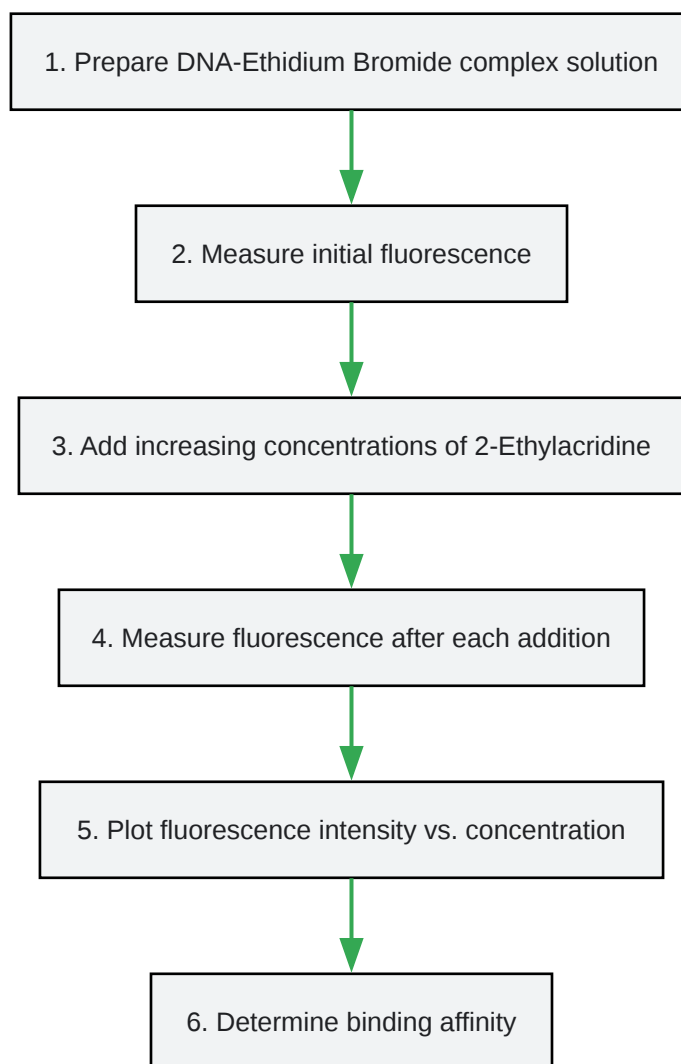 1. Prepare DNA-Ethidium Bromide complex solution
2. Measure initial fluorescence
3. Add increasing concentrations of 2-Ethylacridine
4. Measure fluorescence after each addition
5. Plot fluorescence intensity vs. concentration
6. Determine binding affinity